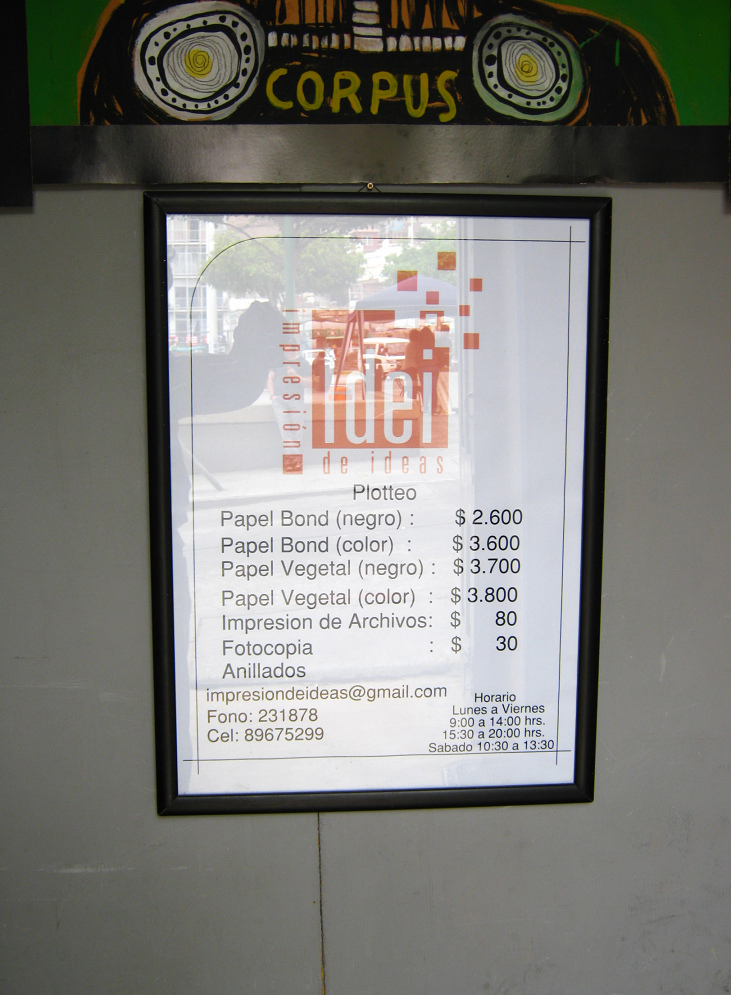 CORPUS
impresión
idei
de ideas
Plotteo
Papel Bond (negro) : $ 2.600
Papel Bond (color) : $ 3.600
Papel Vegetal (negro) : $ 3.700
Papel Vegetal (color) : $ 3.800
Impresion de Archivos: $ 80
Fotocopia : $ 30
Anillados
impresiondeideas@gmail.com
Fono: 231878
Cel: 89675299
Horario
Lunes a Viernes
9:00 a 14:00 hrs.
15:30 a 20:00 hrs.
Sabado 10:30 a 13:30